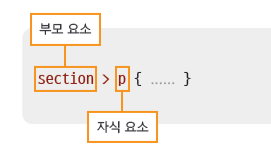 부모 요소
section > p { ...... }
자식 요소